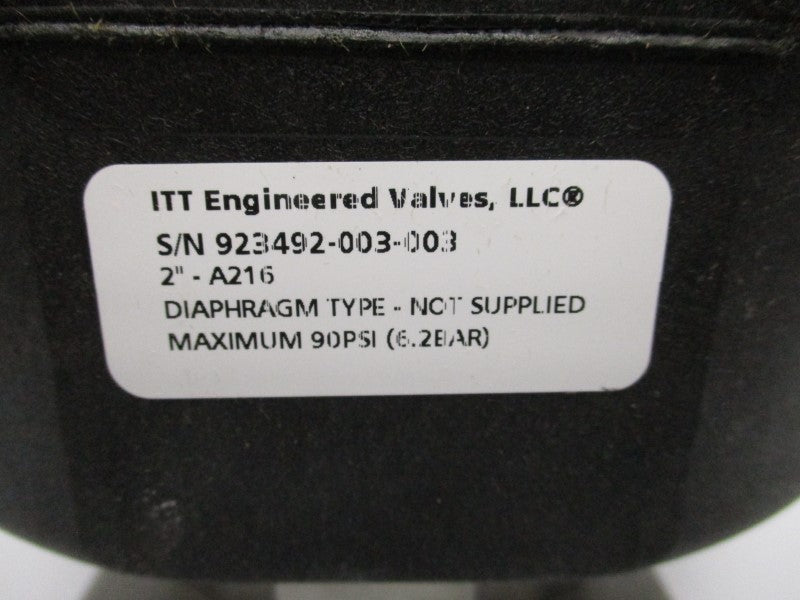 ITT Engineered Valves, LLC®
S/N 923492-003-003
2" - A216
DIAPHRAGM TYPE - NOT SUPPLIED
MAXIMUM 90PSI (6.2BAR)